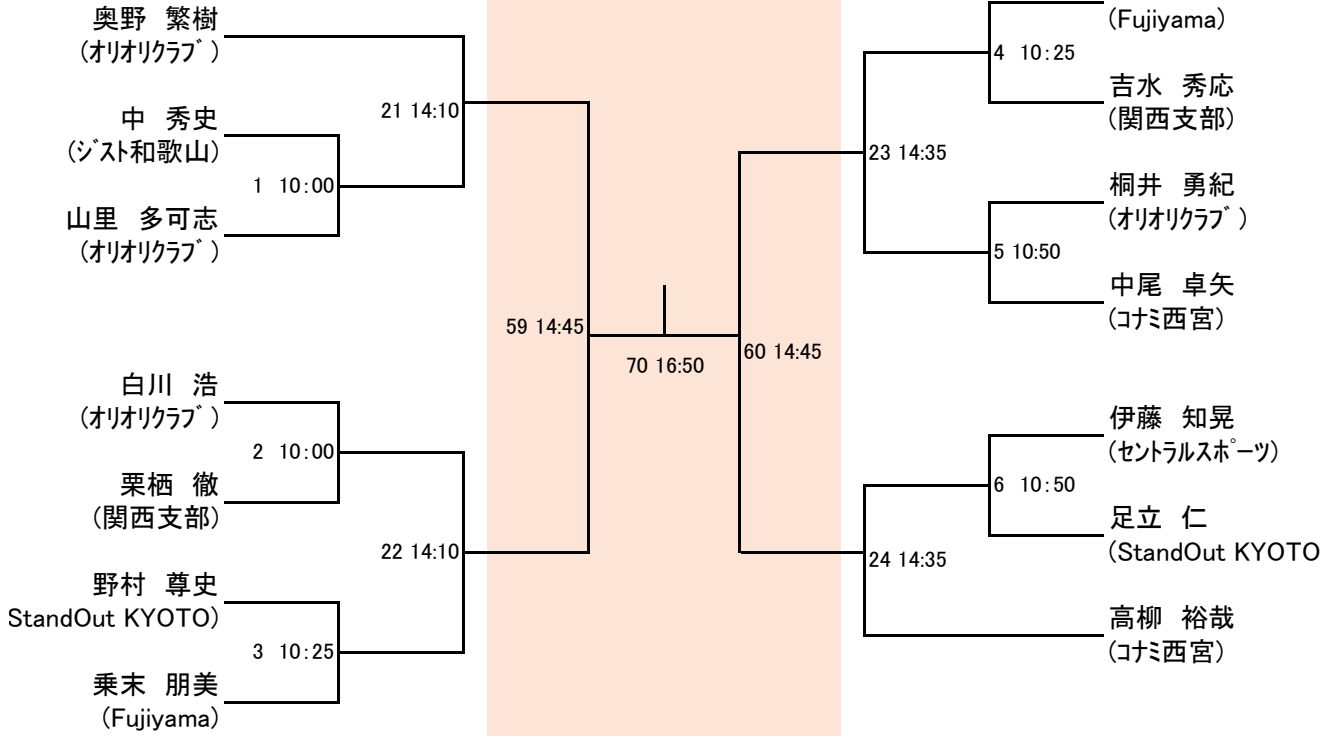 奥野　繁樹
(オリオリクラブ)
21 14:10
中　秀史
(ジスト和歌山)
1 10:00
山里　多可志
(オリオリクラブ)
59 14:45
白川　浩
(オリオリクラブ)
2 10:00
栗栖　徹
(関西支部)
22 14:10
野村　尊史
StandOut KYOTO)
3 10:25
乗末　朋美
(Fujiyama)
70 16:50
(Fujiyama)
4 10:25
吉水　秀応
(関西支部)
23 14:35
桐井　勇紀
(オリオリクラブ)
5 10:50
中尾　卓矢
(コナミ西宮)
60 14:45
伊藤　知晃
(セントラルスポーツ)
6 10:50
足立　仁
(StandOut KYOTO
24 14:35
高柳　裕哉
(コナミ西宮)